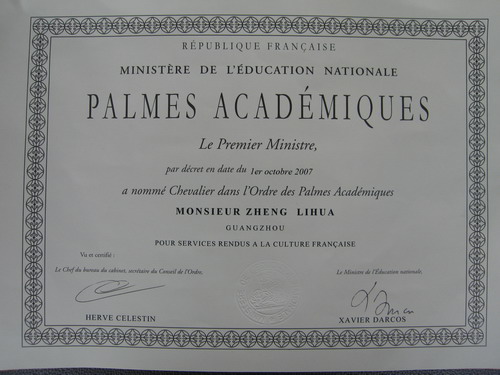 RÉPUBLIQUE FRANÇAISE
MINISTÈRE DE L'ÉDUCATION NATIONALE
PALMES ACADÉMIQUES
Le Premier Ministre,
par décret en date du 1er octobre 2007
a nommé Chevalier dans l'Ordre des Palmes Académiques
MONSIEUR ZHENG LIHUA
GUANGZHOU
POUR SERVICES RENDUS A LA CULTURE FRANÇAISE
Vu et certifié :
Le Chef du bureau du cabinet, secrétaire du Conseil de l'Ordre,
Le Ministre de l'Éducation nationale,
HERVE CELESTIN
XAVIER DARCOS